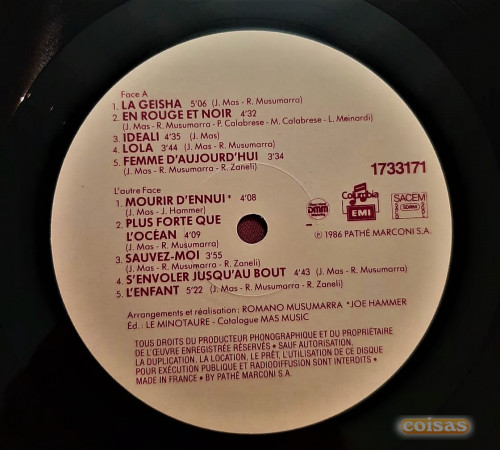 Face A
1. LA GEISHA 5'06 (J. Mas - R. Musumarra)
2. EN ROUGE ET NOIR 4'32
(J. Mas - R. Musumarra - P. Calabrese - M. Calabrese - L. Meinardi)
3. IDEALI 4'35 (J. Mas)
4. LOLA 3'44 (J. Mas - R. Musumarra)
5. FEMME D'AUJOURD'HUI 3'34
(J. Mas - R. Musumarra - R. Zaneli)
1733171
L'autre Face
1. MOURIR D'ENNUI* 4'08
(J. Mas - J. Hammer)
2. PLUS FORTE QUE
L'OCÉAN 4'09
(J. Mas - R. Musumarra)
3. SAUVEZ-MOI 3'55
(J. Mas - R. Musumarra - R. Zaneli)
4. S'ENVOLER JUSQU'AU BOUT 4'43 (J. Mas - R. Musumarra)
5. L'ENFANT 5'22 (J. Mas - R. Musumarra - R. Zaneli)
DMM
Columbia
EMI
SACEM
SDRM
℗ 1986 PATHÉ MARCONI S.A.
Arrangements et réalisation : ROMANO MUSUMARRA *JOE HAMMER
Éd. : LE MINOTAURE - Catalogue MAS MUSIC
TOUS DROITS DU PRODUCTEUR PHONOGRAPHIQUE ET DU PROPRIÉTAIRE
DE L'ŒUVRE ENREGISTRÉE RÉSERVÉS • SAUF AUTORISATION,
LA DUPLICATION, LA LOCATION, LE PRÊT, L'UTILISATION DE CE DISQUE
POUR EXÉCUTION PUBLIQUE ET RADIODIFFUSION SONT INTERDITS •
MADE IN FRANCE • BY PATHÉ MARCONI S.A.
coisas